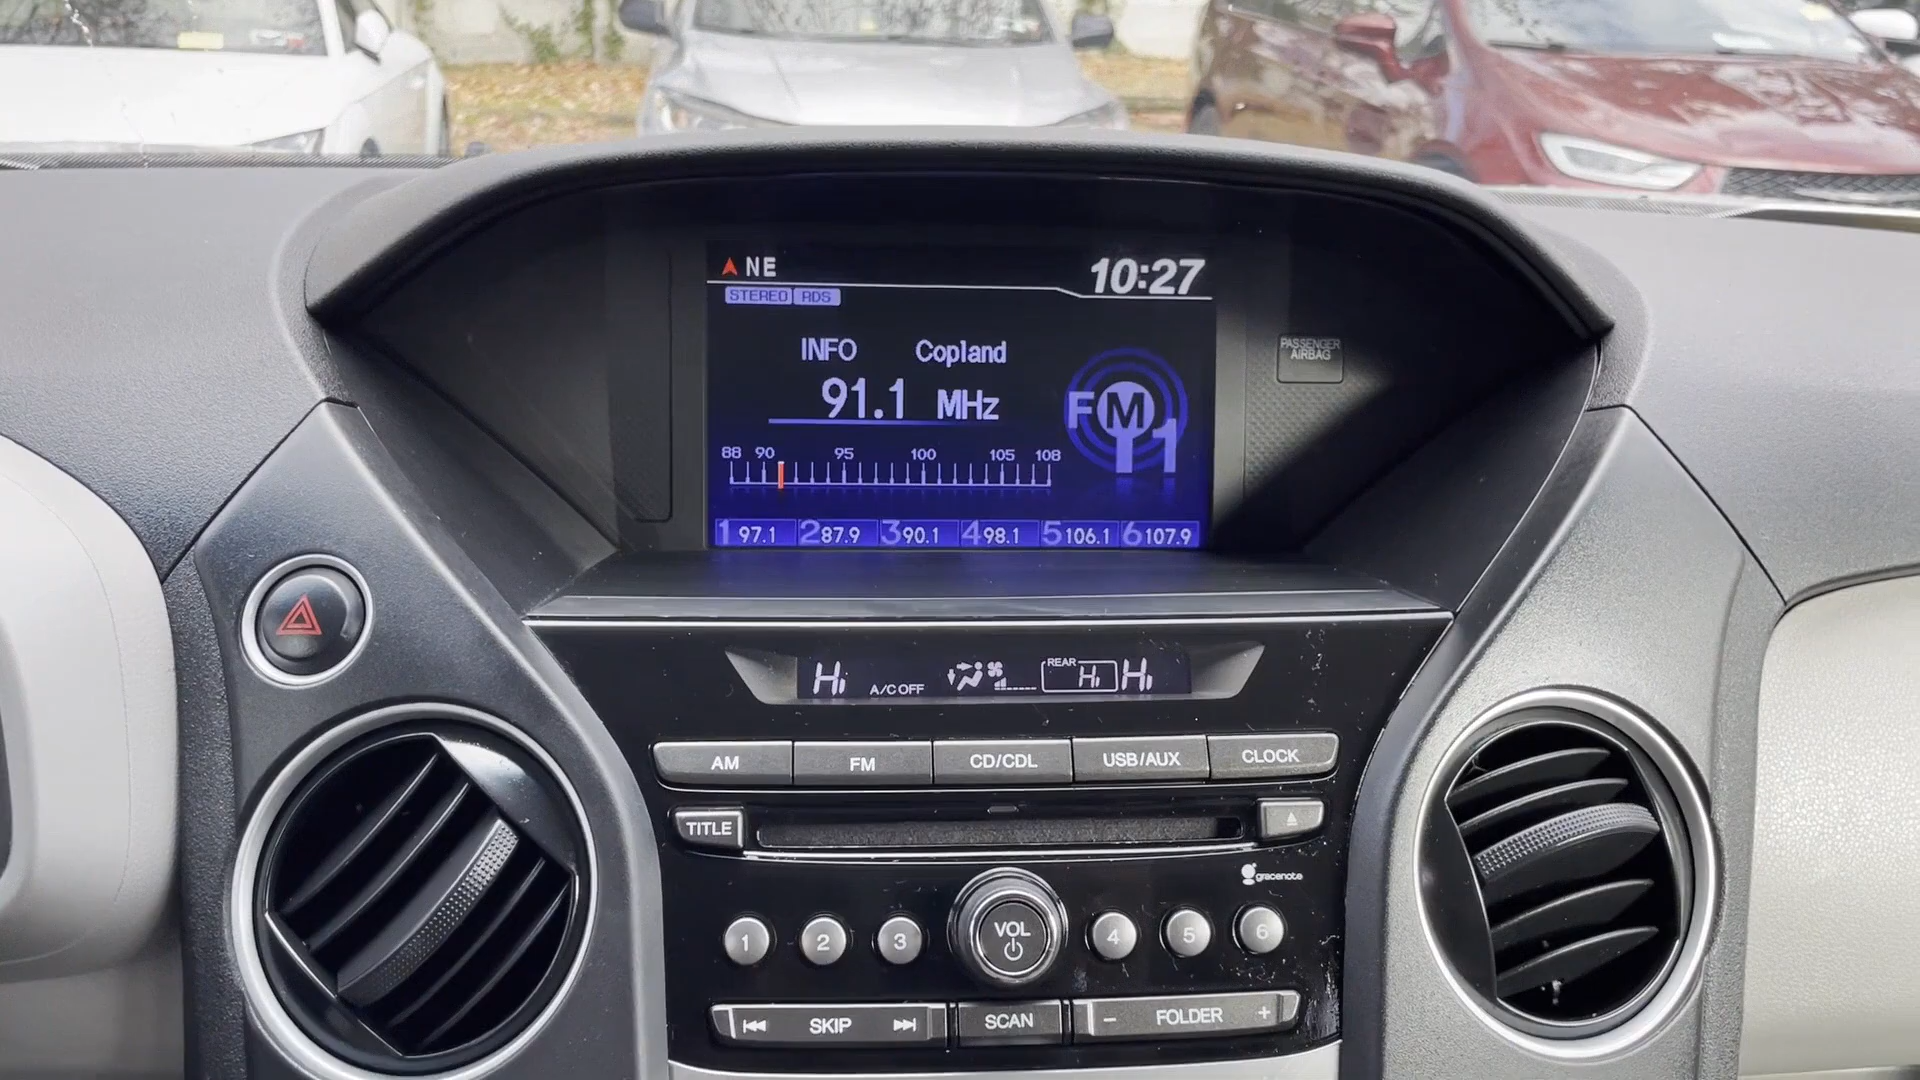 NE
10:27
STEREO RDS
INFO Copland
91.1 MHz
FM1
88 90 95 100 105 108
1 97.1 2 87.9 3 90.1 4 98.1 5 106.1 6 107.9
PASSENGER
AIRBAG
Hi A/C OFF REAR Hi Hi
AM FM CD/CDL USB/AUX CLOCK
TITLE
gracenote
1 2 3 VOL 4 5 6
SKIP SCAN - FOLDER +